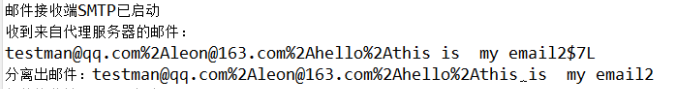 邮件接收端SMTP已启动
收到来自代理服务器的邮件:
testman@qq.com%2Aleon@163.com%2Ahello%2Athis is  my email2$7L
分离出邮件: testman@qq.com%2Aleon@163.com%2Ahello%2Athis is  my email2